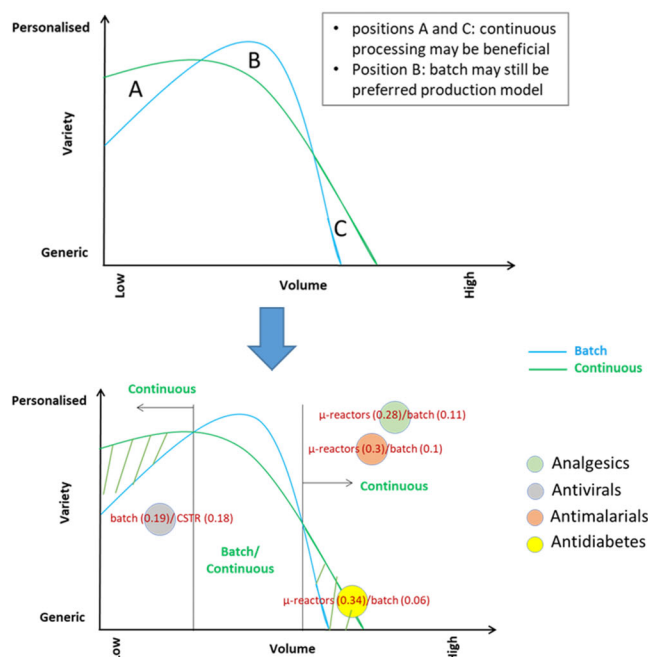 Personalised
Variety
Generic
A
B
C
Low
Volume
High
• positions A and C: continuous
processing may be beneficial
• Position B: batch may still be
preferred production model
Batch
Continuous
Personalised
Variety
Generic
Continuous
μ-reactors (0.28)/batch (0.11)
μ-reactors (0.3)/batch (0.1)
Continuous
batch (0.19)/ CSTR (0.18)
Batch/
Continuous
μ-reactors (0.34)/batch (0.06)
Low
Volume
High
Analgesics
Antivirals
Antimalarials
Antidiabetes